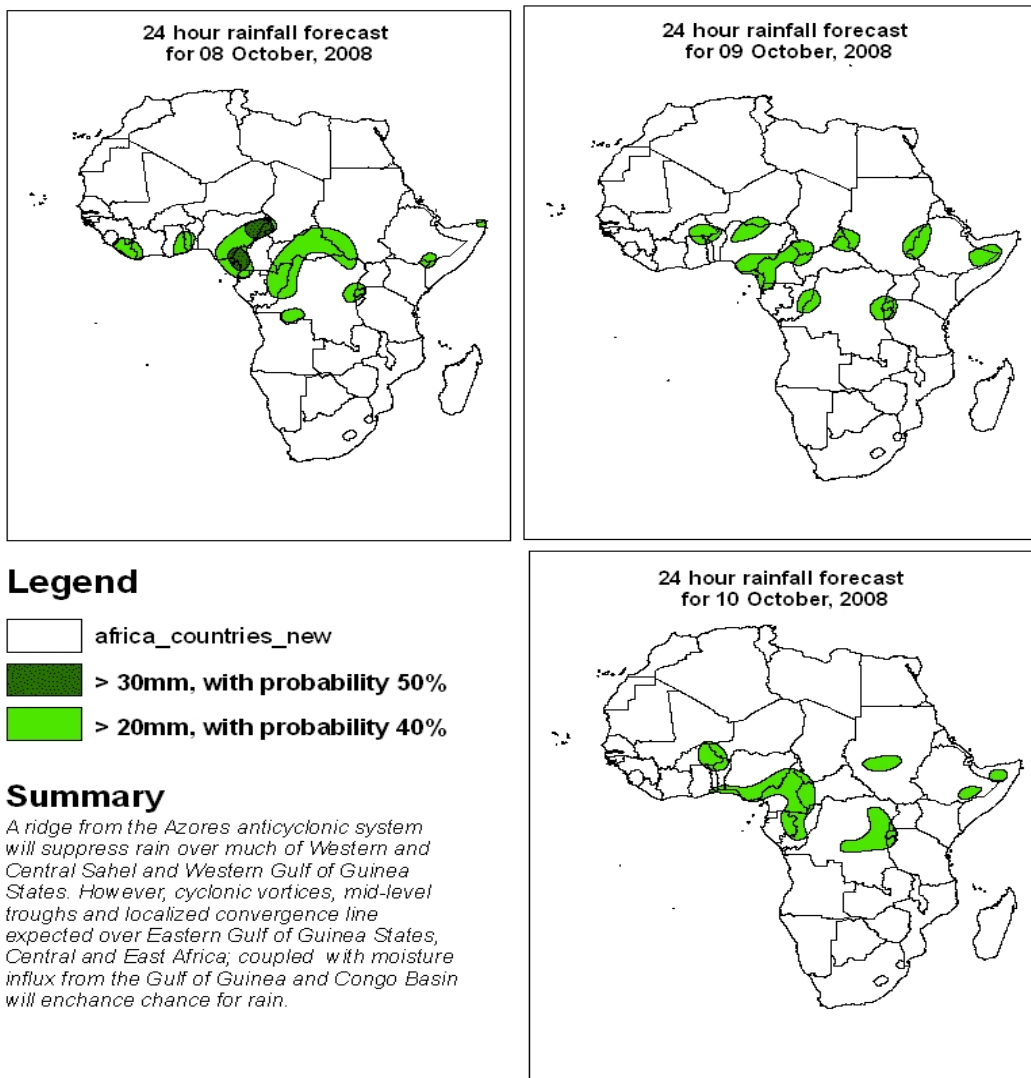 24 hour rainfall forecast
for 08 October, 2008
24 hour rainfall forecast
for 09 October, 2008
Legend
africa_countries_new
> 30mm, with probability 50%
> 20mm, with probability 40%
Summary
A ridge from the Azores anticyclonic system
will suppress rain over much of Western and
Central Sahel and Western Gulf of Guinea
States. However, cyclonic vortices, mid-level
troughs and localized convergence line
expected over Eastern Gulf of Guinea States,
Central and East Africa; coupled with moisture
influx from the Gulf of Guinea and Congo Basin
will enchance chance for rain.
24 hour rainfall forecast
for 10 October, 2008